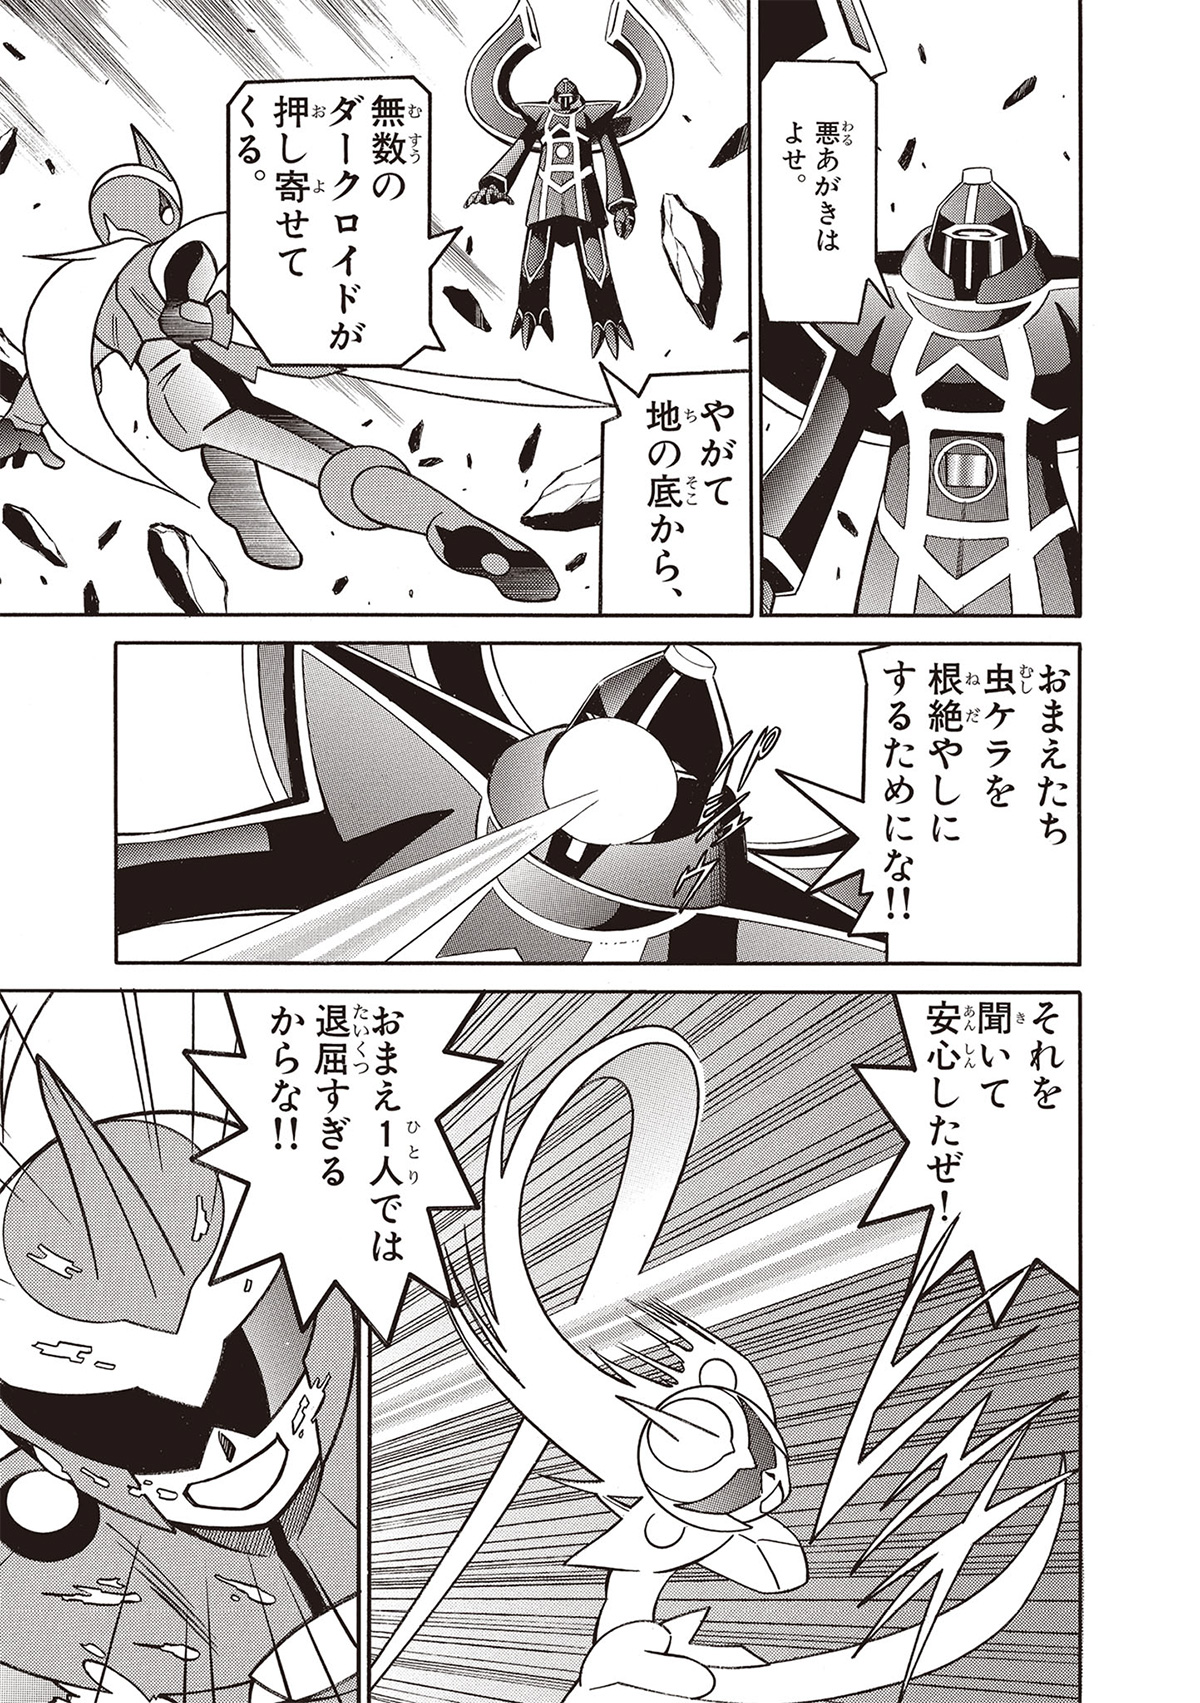 悪あがきは
よせ。
やがて
地の底から、
無数の
ダークロイドが
押し寄せて
くる。
おまえたち
虫ケラを
根絶やしに
するためにな!!
それを
聞いて
安心したぜ!
おまえ1人では
退屈すぎる
からな!!